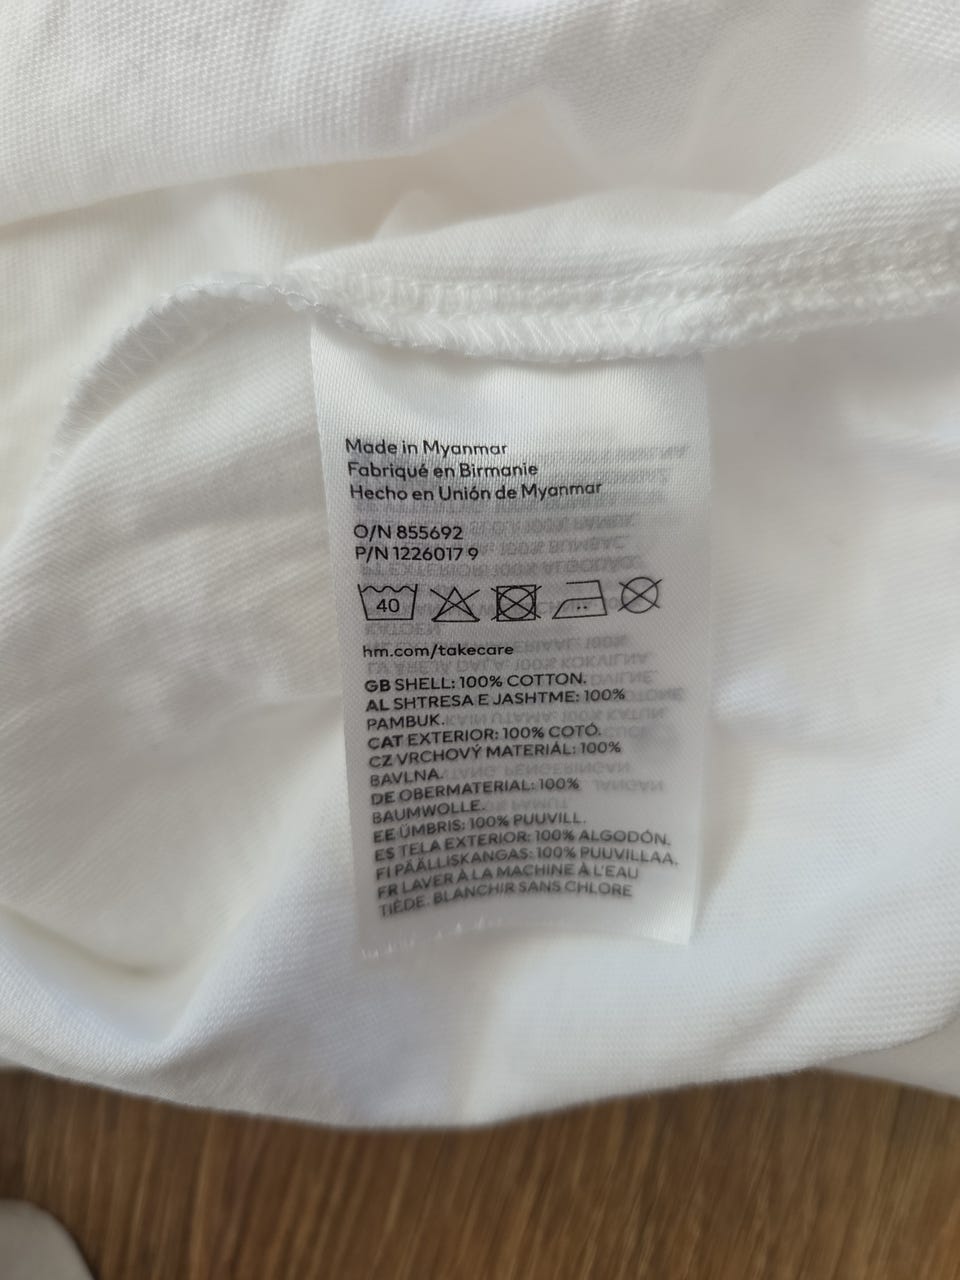 Made in Myanmar
Fabriqué en Birmanie
Hecho en Unión de Myanmar
O/N 855692
P/N 1226017 9
40
hm.com/takecare
GB SHELL: 100% COTTON.
AL SHTRESA E JASHTME: 100%
PAMBUK.
CAT EXTERIOR: 100% COTÓ.
CZ VRCHOVÝ MATERIÁL: 100%
BAVLNA.
DE OBERMATERIAL: 100%
BAUMWOLLE.
EE ÜMBRIS: 100% PUUVILL.
ES TELA EXTERIOR: 100% ALGODÓN.
FI PÄÄLLISKANGAS: 100% PUUVILLAA.
FR LAVER À LA MACHINE À L'EAU
TIÈDE. BLANCHIR SANS CHLORE